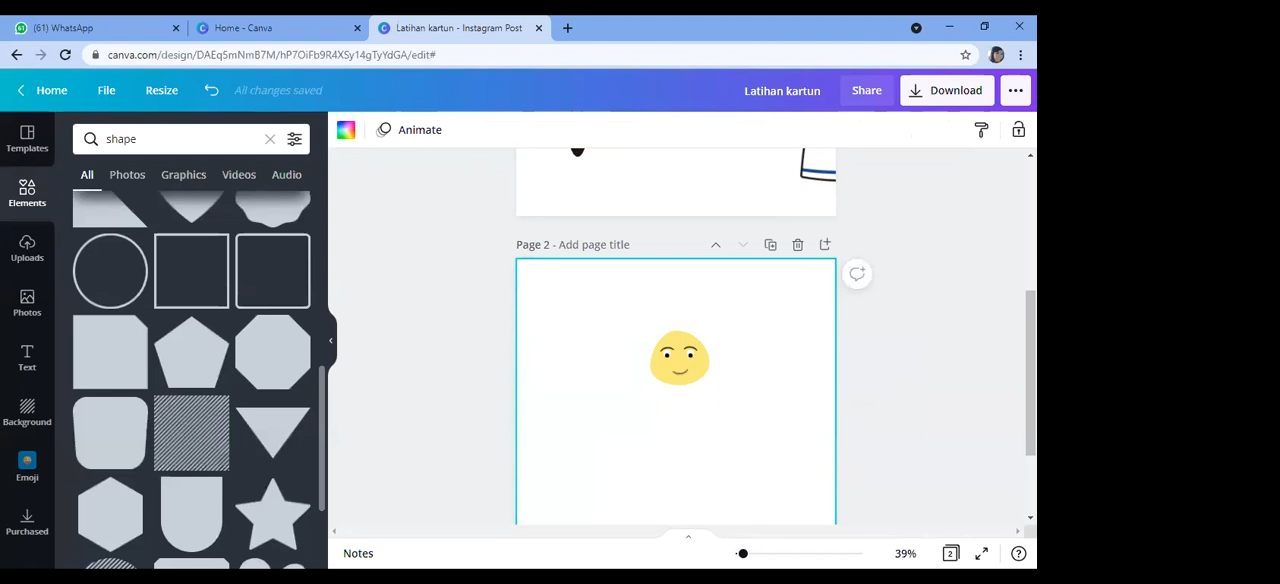 (61) WhatsApp
Home - Canva
Latihan kartun - Instagram Post
canva.com/design/DAEq5mNmB7M/hP7OiFb9R4XSy14gTyYdGA/edit#
Home File Resize All changes saved Latihan kartun Share Download
Templates
Elements
Uploads
Photos
Text
Background
Emoji
Purchased
shape
All Photos Graphics Videos Audio
Animate
Page 2 - Add page title
Notes 39% 2 ?